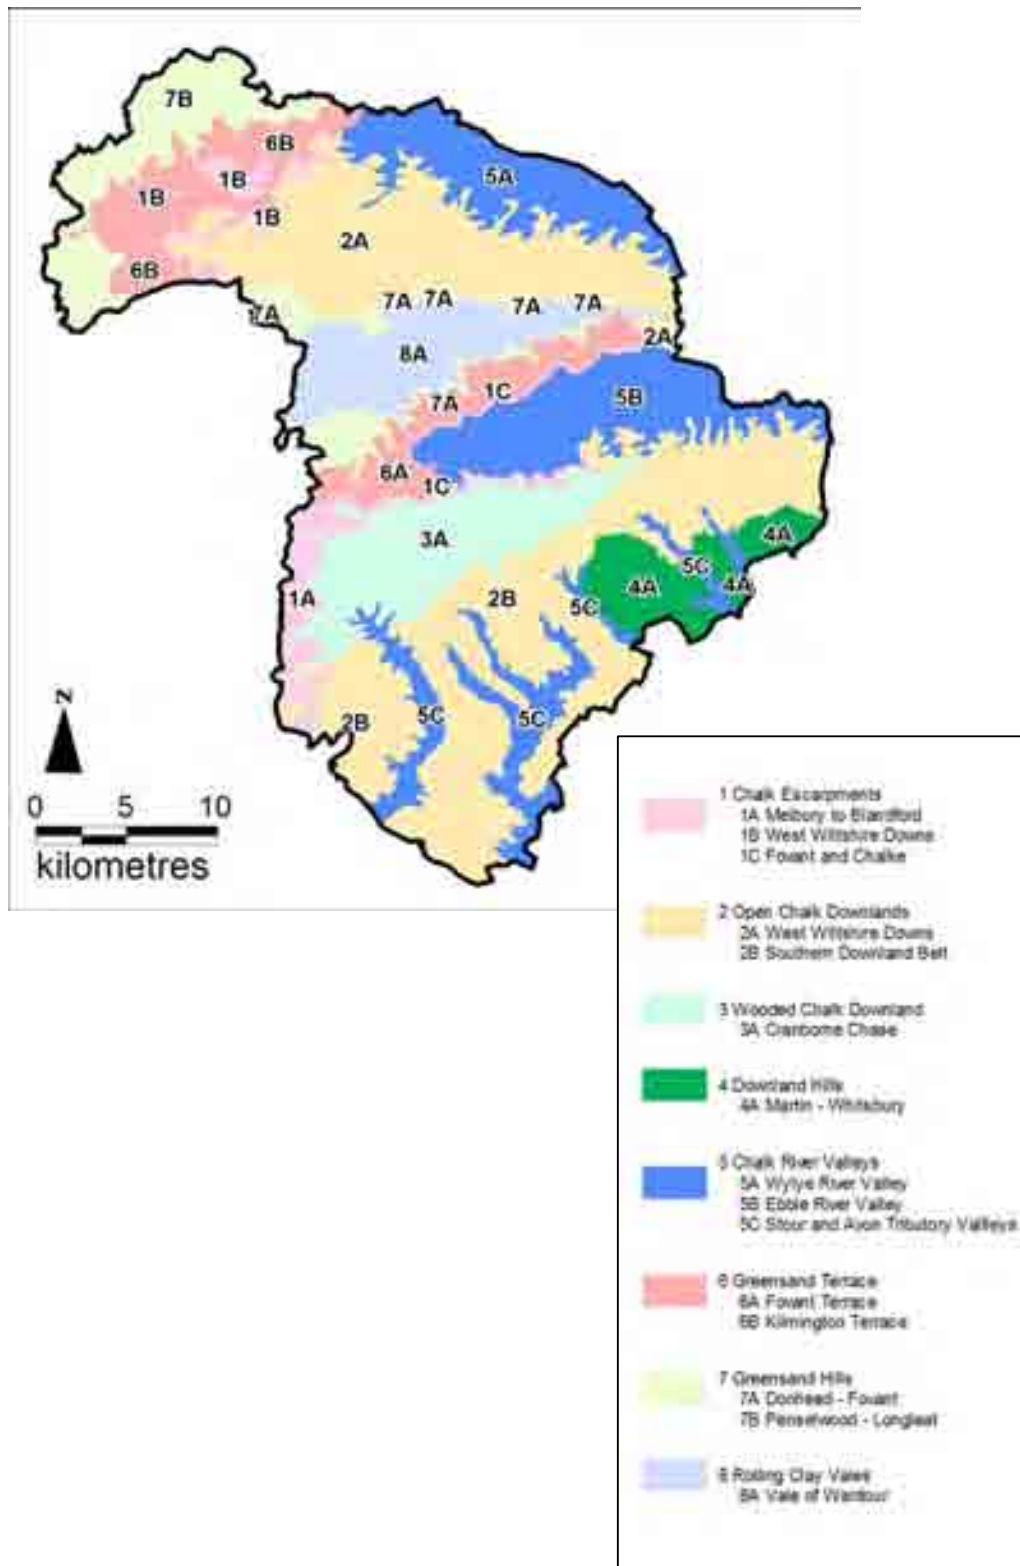 7B
6B
5A
1B
1B
1B
2A
6B
7A
7A
7A
7A
7A
2A
8A
1C
5B
7A
6A
1C
3A
4A
5C
4A
4A
1A
2B
5C
2B
5C
5C
N
0 5 10
kilometres
1 Chalk Escarpments
1A Melbury to Blandford
1B West Wiltshire Downs
1C Fovant and Chalke
2 Open Chalk Downlands
2A West Wiltshire Downs
2B Southern Downland Belt
3 Wooded Chalk Downland
3A Cranborne Chase
4 Downland Hills
4A Martin - Whitsbury
5 Chalk River Valleys
5A Wylye River Valley
5B Ebble River Valley
5C Stour and Avon Tributory Vallleys
6 Greensand Terrace
6A Fovant Terrace
6B Kilmington Terrace
7 Greensand Hills
7A Donhead - Fovant
7B Penselwood - Longleat
8 Rolling Clay Vales
8A Vale of Wardour